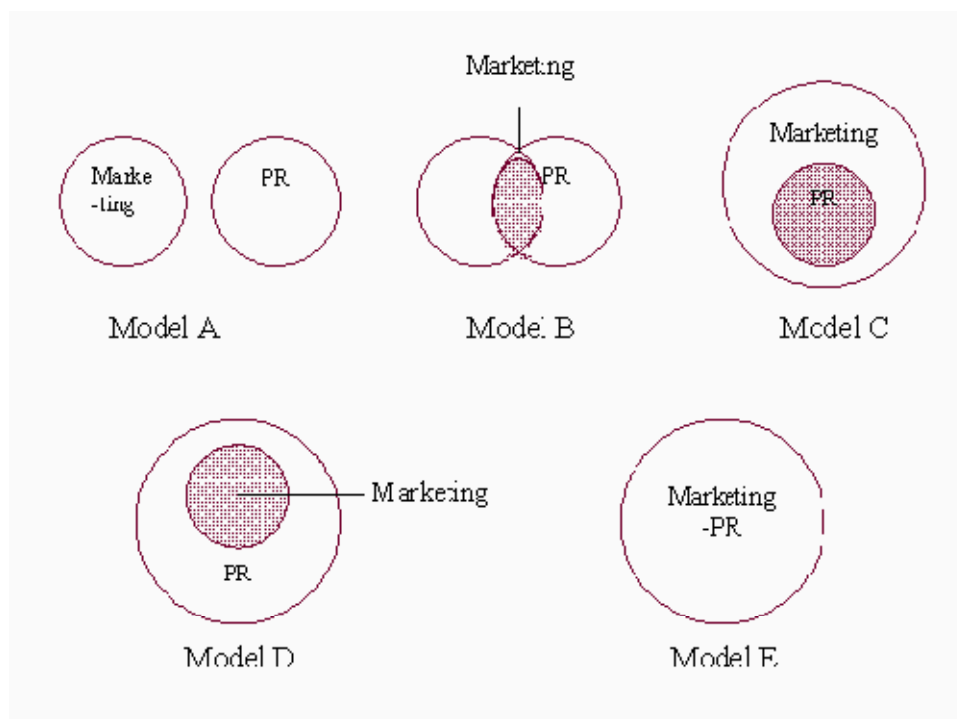 Marketing
Marke
-ting
PR
PR
Marketing
PR
Model A
Model B
Model C
Marketing
PR
Marketing
-PR
Model D
Model E